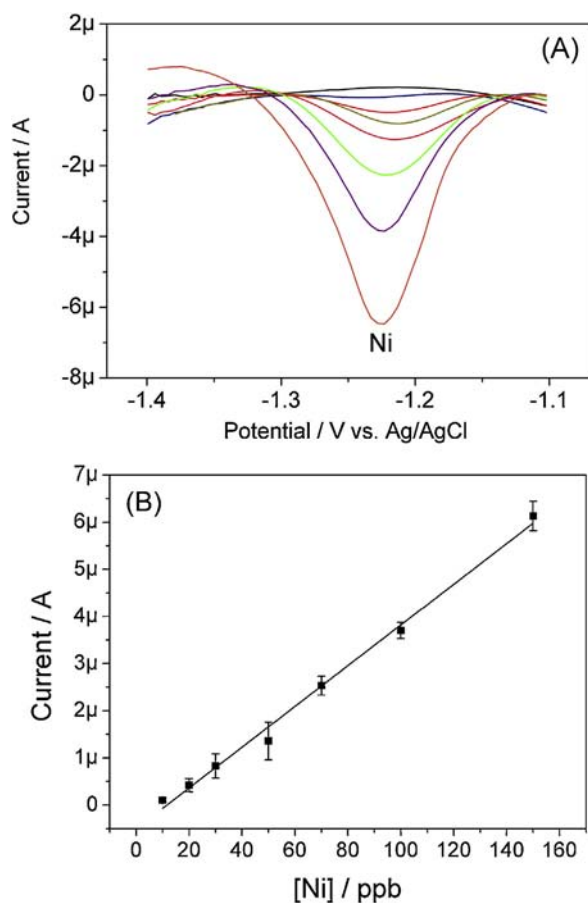 (A)
2µ
0
-2µ
-4µ
-6µ
-8µ
Current / A
Ni
-1.4 -1.3 -1.2 -1.1
Potential / V vs. Ag/AgCl
(B)
7µ
6µ
5µ
4µ
3µ
2µ
1µ
0
Current / A
0 20 40 60 80 100 120 140 160
[Ni] / ppb